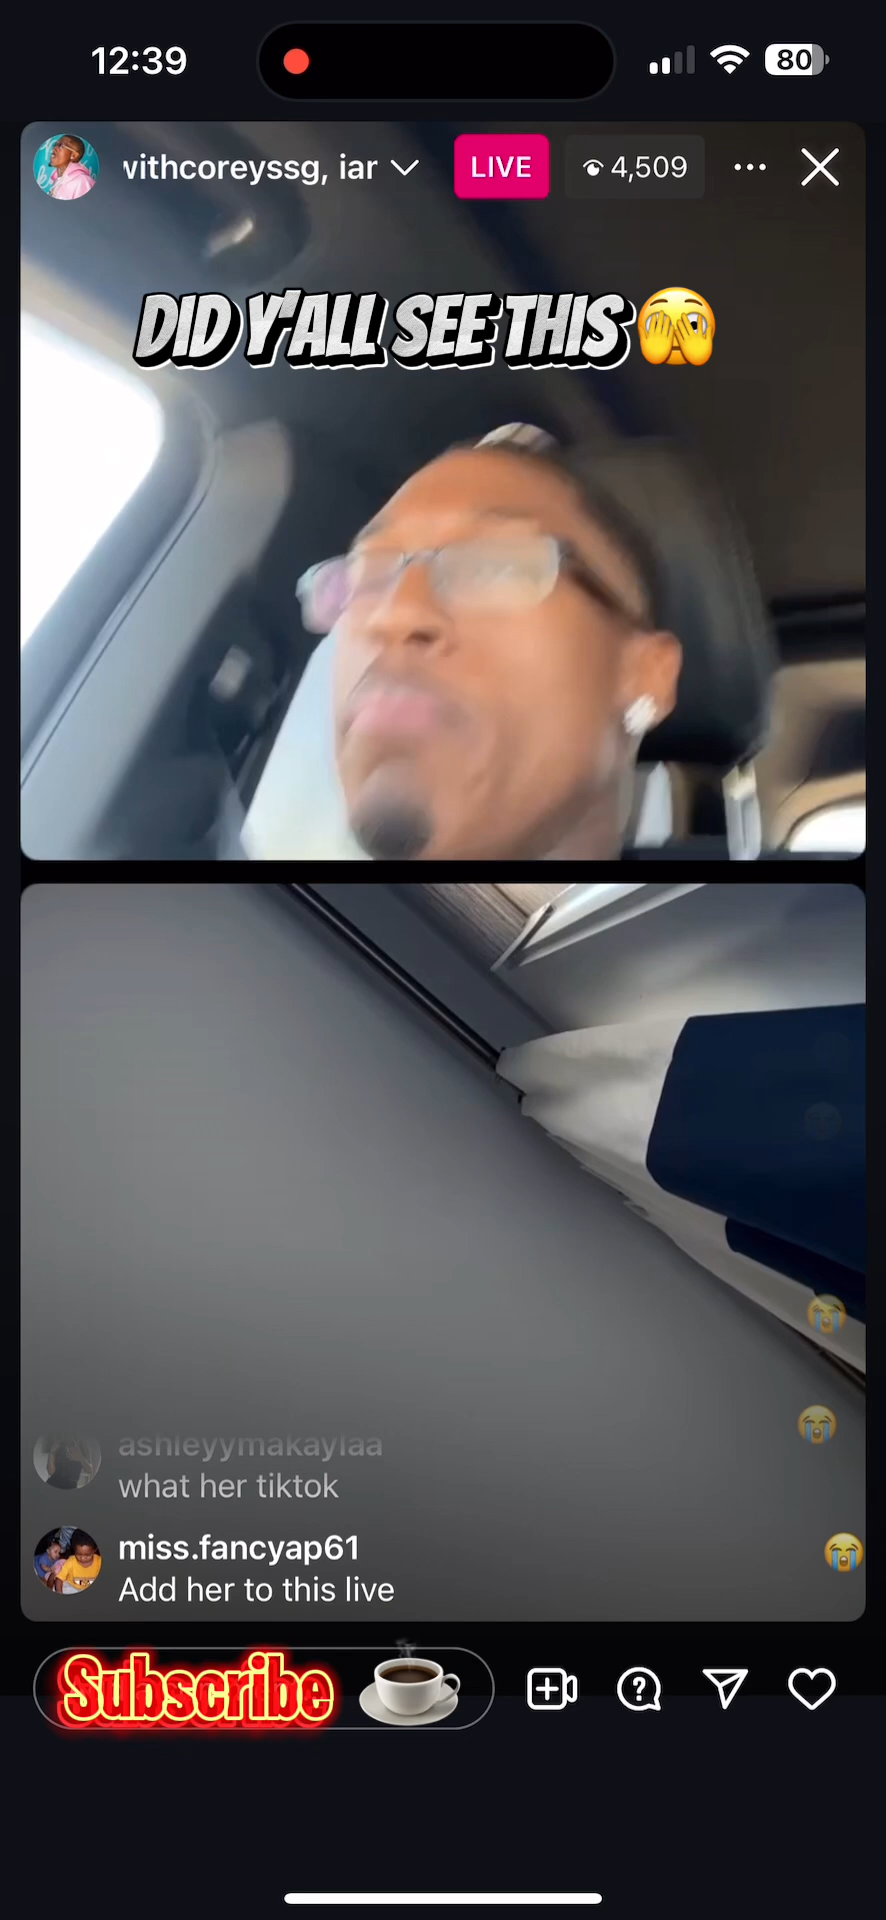 12:39
80
withcoreyssg, iar
LIVE
4,509
DID Y'ALL SEE THIS
ashleyymakaylaa
what her tiktok
miss.fancyap61
Add her to this live
Subscribe